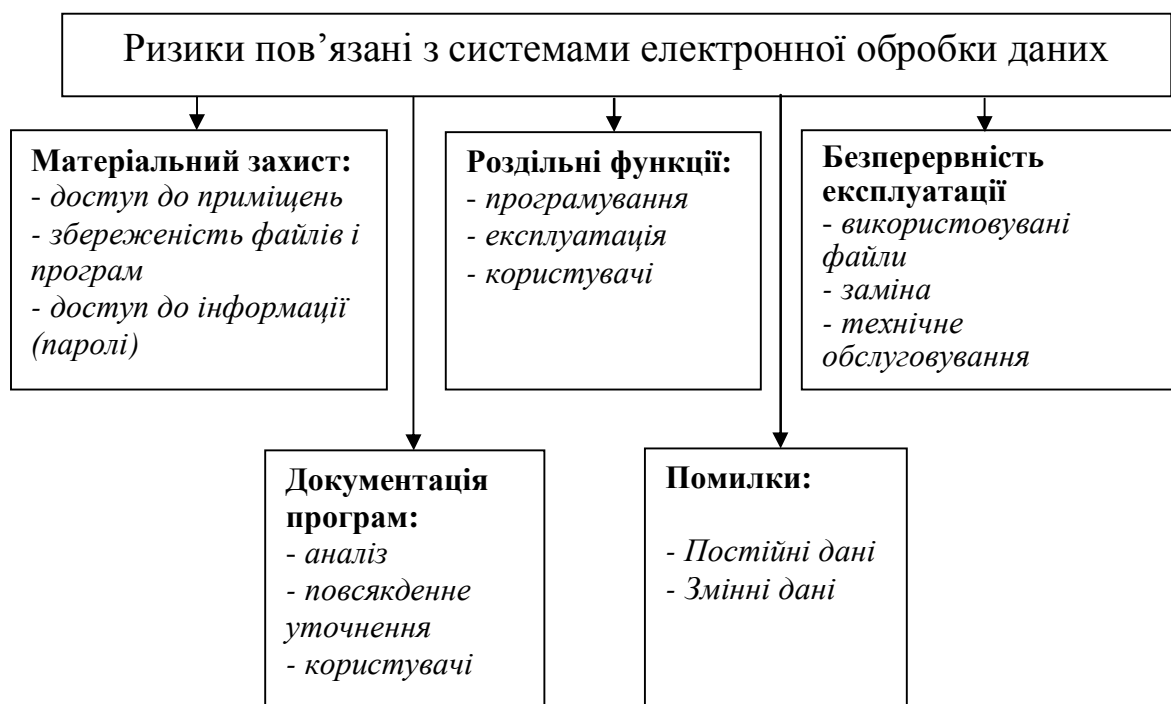 Ризики пов’язані з системами електронної обробки даних
Матеріальний захист:
- доступ до приміщень
- збереженість файлів і
програм
- доступ до інформації
(паролі)
Роздільні функції:
- програмування
- експлуатація
- користувачі
Безперервність
експлуатації
- використовувані
файли
- заміна
- технічне
обслуговування
Документація
програм:
- аналіз
- повсякденне
уточнення
- користувачі
Помилки:
- Постійні дані
- Змінні дані